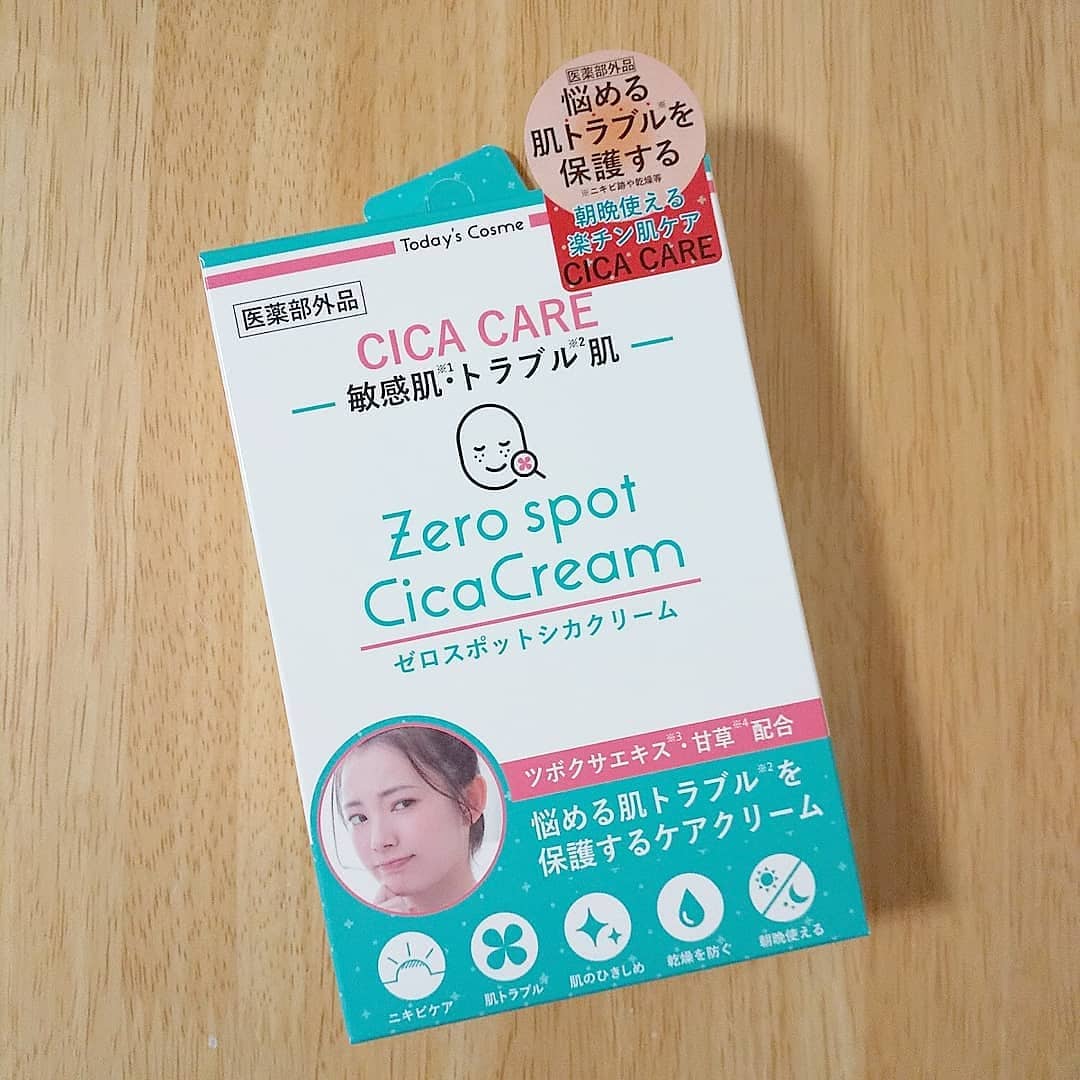 医薬部外品
悩める
肌トラブル※を
保護する
※ニキビ跡や乾燥等
朝晩使える
楽チン肌ケア
CICA CARE
Today's Cosme
医薬部外品
CICA CARE
敏感肌※1・トラブル※2肌
Zero spot
CicaCream
ゼロスポットシカクリーム
ツボクサエキス※3・甘草※4配合
悩める肌トラブル※2を
保護するケアクリーム
ニキビケア
肌トラブル
肌のひきしめ
乾燥を防ぐ
朝晩使える